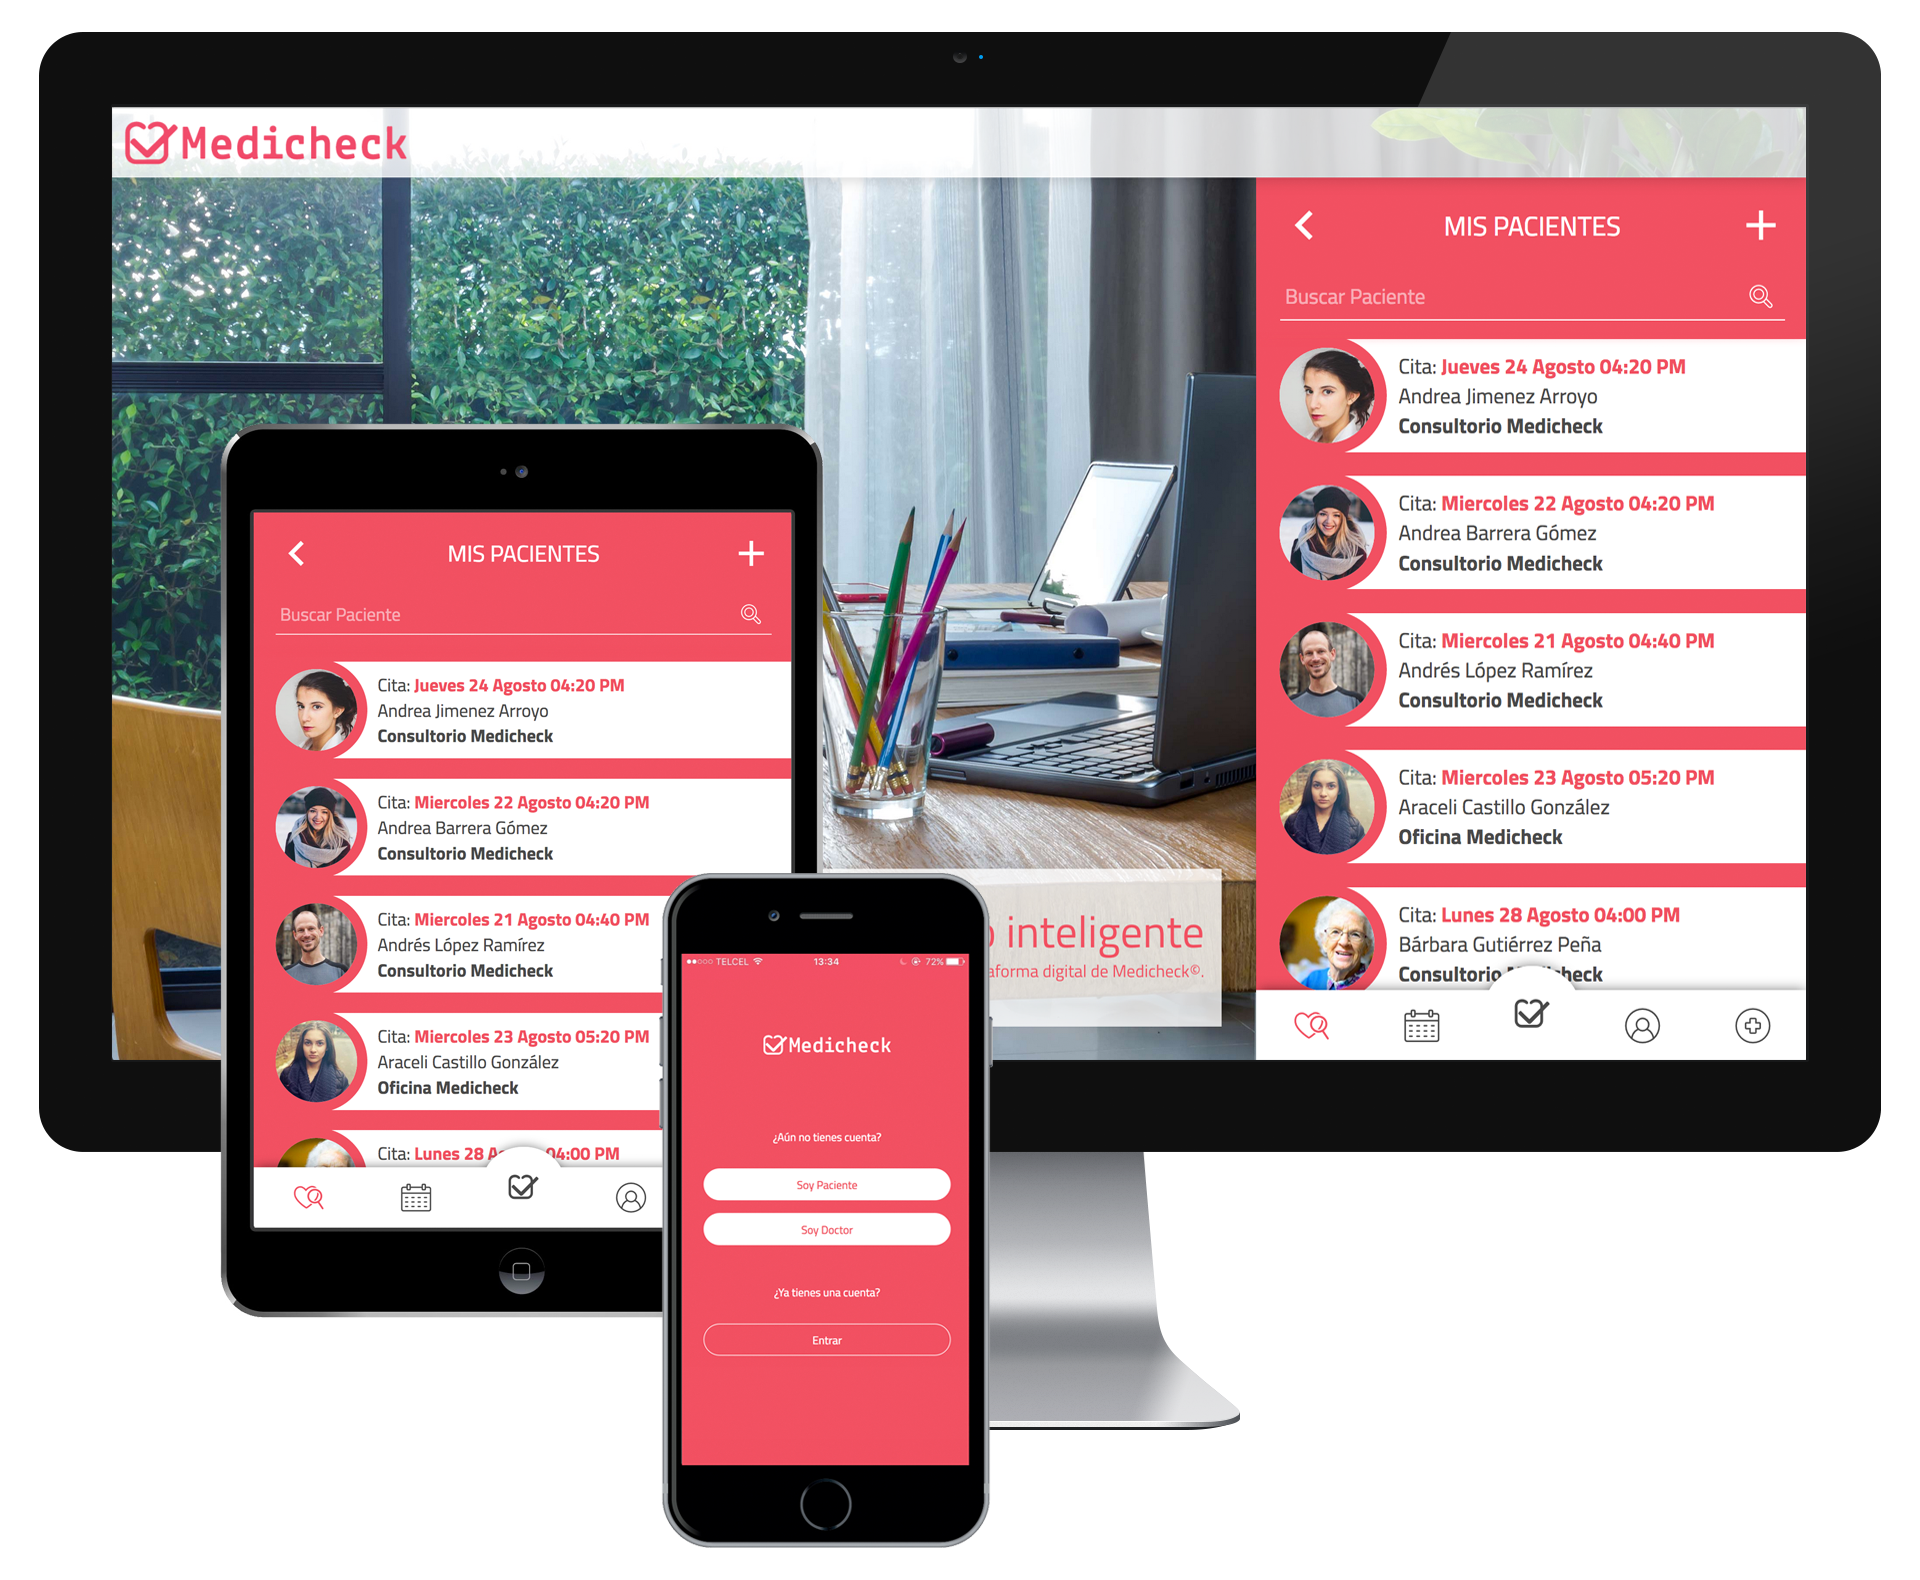 Medicheck
MIS PACIENTES
Buscar Paciente
Cita: Jueves 24 Agosto 04:20 PM
Andrea Jimenez Arroyo
Consultorio Medicheck
Cita: Miercoles 22 Agosto 04:20 PM
Andrea Barrera Gómez
Consultorio Medicheck
Cita: Miercoles 21 Agosto 04:40 PM
Andrés López Ramírez
Consultorio Medicheck
Cita: Miercoles 23 Agosto 05:20 PM
Araceli Castillo González
Oficina Medicheck
Cita: Lunes 28 Agosto 04:00 PM
Bárbara Gutiérrez Peña
Consultorio
inteligente
digital de Medicheck©.
MIS PACIENTES
Buscar Paciente
Cita: Jueves 24 Agosto 04:20 PM
Andrea Jimenez Arroyo
Consultorio Medicheck
Cita: Miercoles 22 Agosto 04:20 PM
Andrea Barrera Gómez
Consultorio Medicheck
Cita: Miercoles 21 Agosto 04:40 PM
Andrés López Ramírez
Consultorio Medicheck
Cita: Miercoles 23 Agosto 05:20 PM
Araceli Castillo González
Oficina Medicheck
Cita: Lunes 28 04:00 PM
TELCEL 13:34 72%
Medicheck
¿Aún no tienes cuenta?
Soy Paciente
Soy Doctor
¿Ya tienes una cuenta?
Entrar